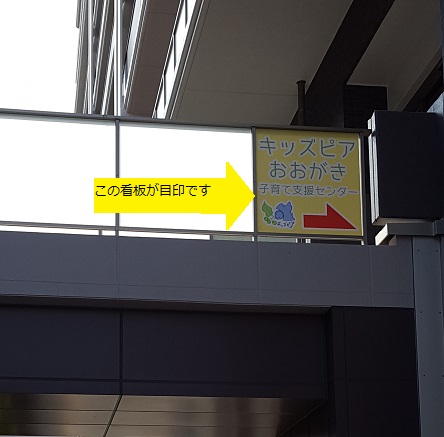 この看板が目印です
キッズピア
おおがき
子育て支援センター